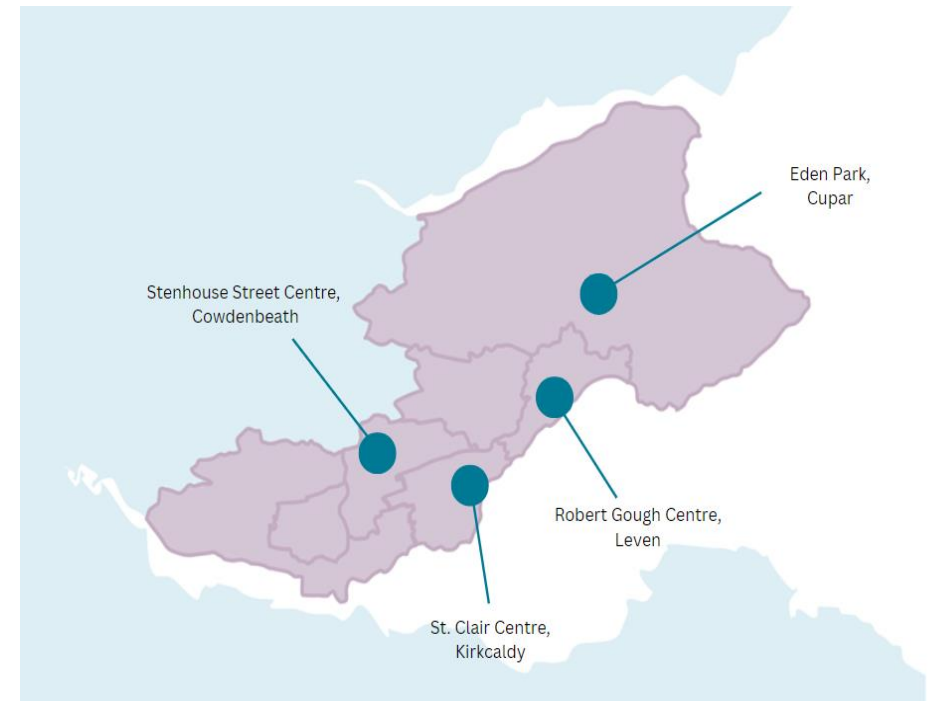 Eden Park,
Cupar
Stenhouse Street Centre,
Cowdenbeath
Robert Gough Centre,
Leven
St. Clair Centre,
Kirkcaldy